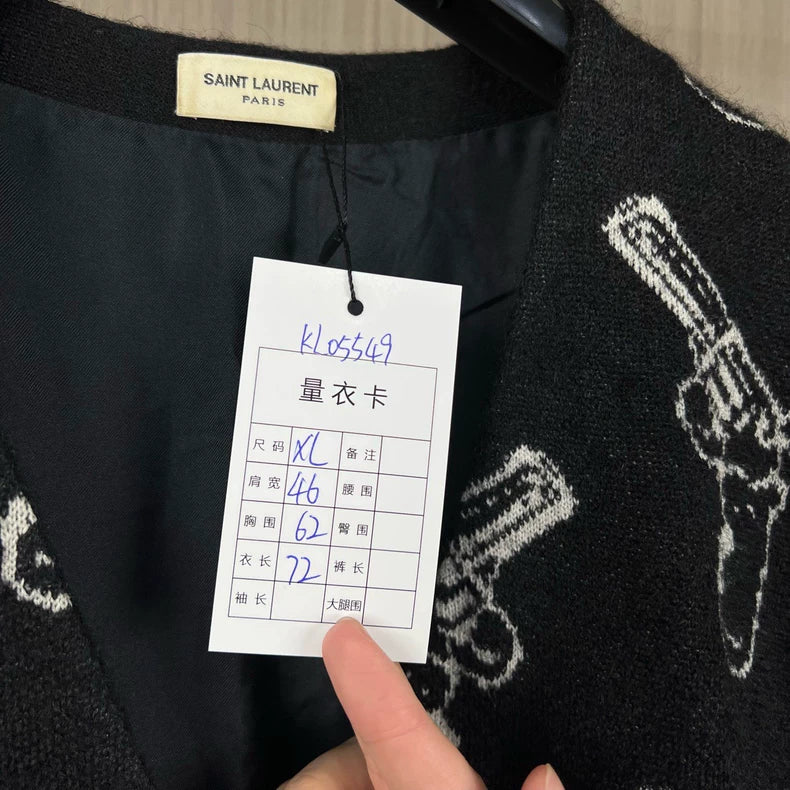 SAINT LAURENT
PARIS
KL05549
量衣卡
尺码 XL 备注
肩宽 46 腰围
胸围 62 臀围
衣长 72 裤长
袖长 大腿围